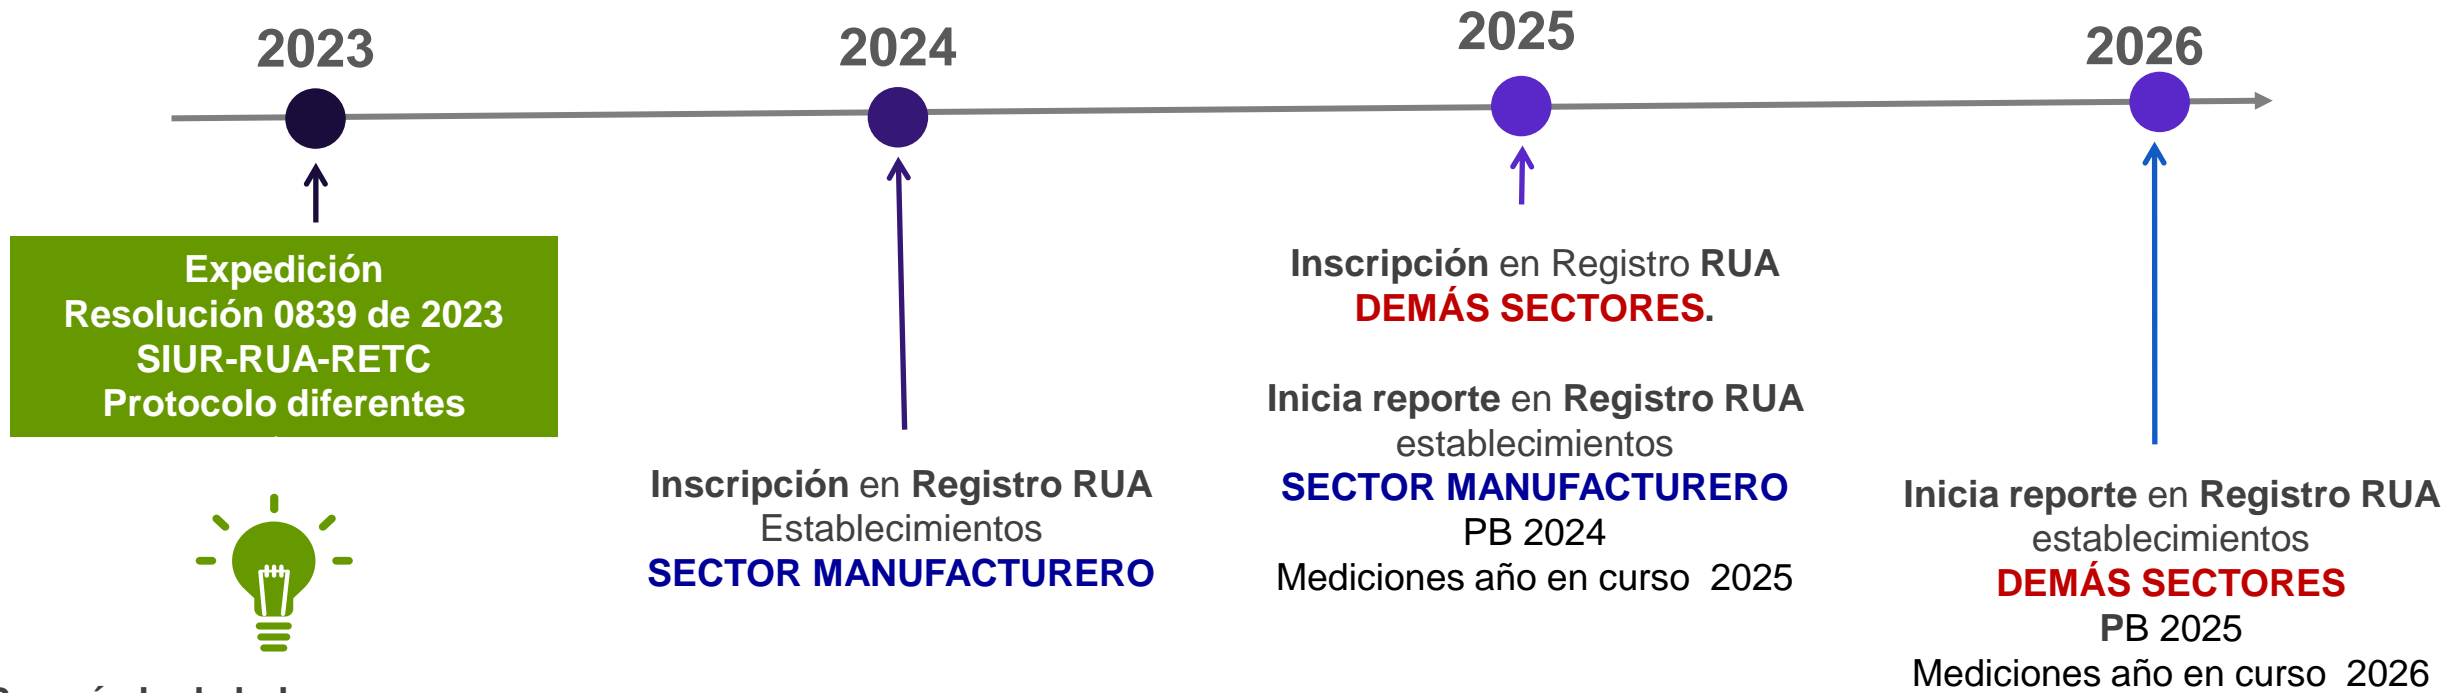 2023
2024
2025
2026
Expedición
Resolución 0839 de 2023
SIUR-RUA-RETC
Protocolo diferentes
Inscripción en Registro RUA
Establecimientos
SECTOR MANUFACTURERO
Inscripción en Registro RUA
DEMÁS SECTORES.
Inicia reporte en Registro RUA
establecimientos
SECTOR MANUFACTURERO
PB 2024
Mediciones año en curso  2025
Inicia reporte en Registro RUA
establecimientos
DEMÁS SECTORES
PB 2025
Mediciones año en curso  2026